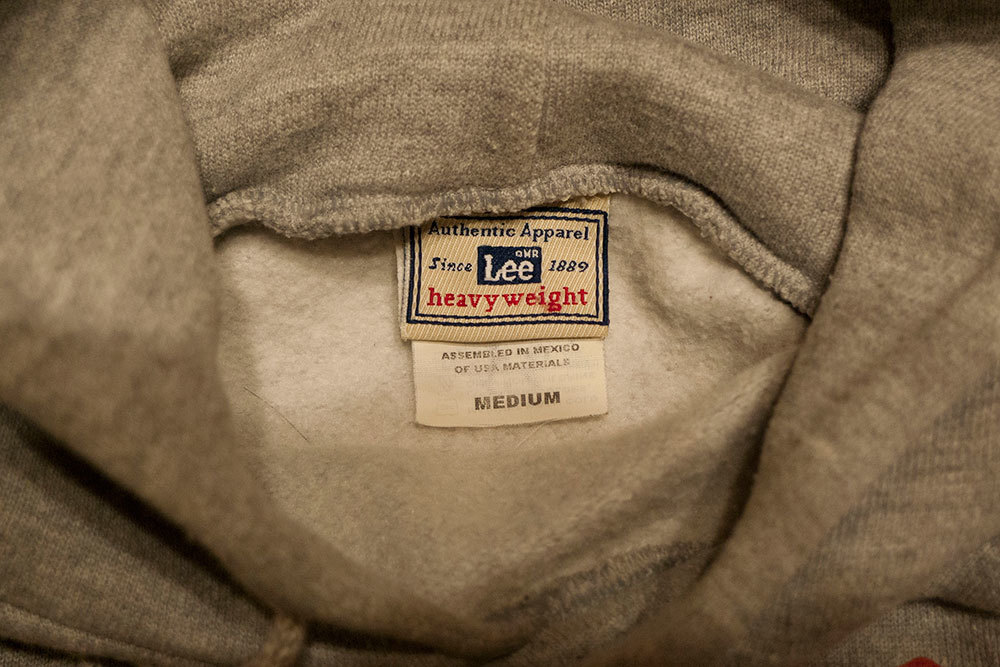 Authentic Apparel
Since Lee 1889
heavyweight
ASSEMBLED IN MEXICO
OF USA MATERIALS
MEDIUM